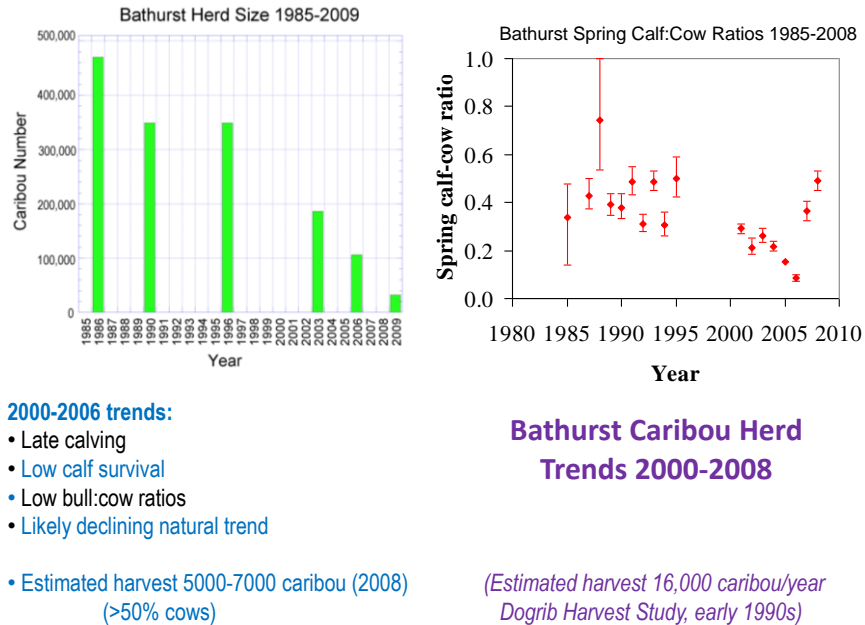 Bathurst Herd Size 1985-2009
500,000
400,000
300,000
200,000
100,000
0
Caribou Number
1985
1986
1987
1988
1989
1990
1991
1992
1993
1994
1995
1996
1997
1998
1999
2000
2001
2002
2003
2004
2005
2006
2007
2008
2009
Year
Bathurst Spring Calf:Cow Ratios 1985-2008
1.0
0.8
0.6
0.4
0.2
0.0
Spring calf-cow ratio
1980 1985 1990 1995 2000 2005 2010
Year
2000-2006 trends:
• Late calving
• Low calf survival
• Low bull:cow ratios
• Likely declining natural trend
• Estimated harvest 5000-7000 caribou (2008)
(>50% cows)
Bathurst Caribou Herd
Trends 2000-2008
(Estimated harvest 16,000 caribou/year
Dogrib Harvest Study, early 1990s)